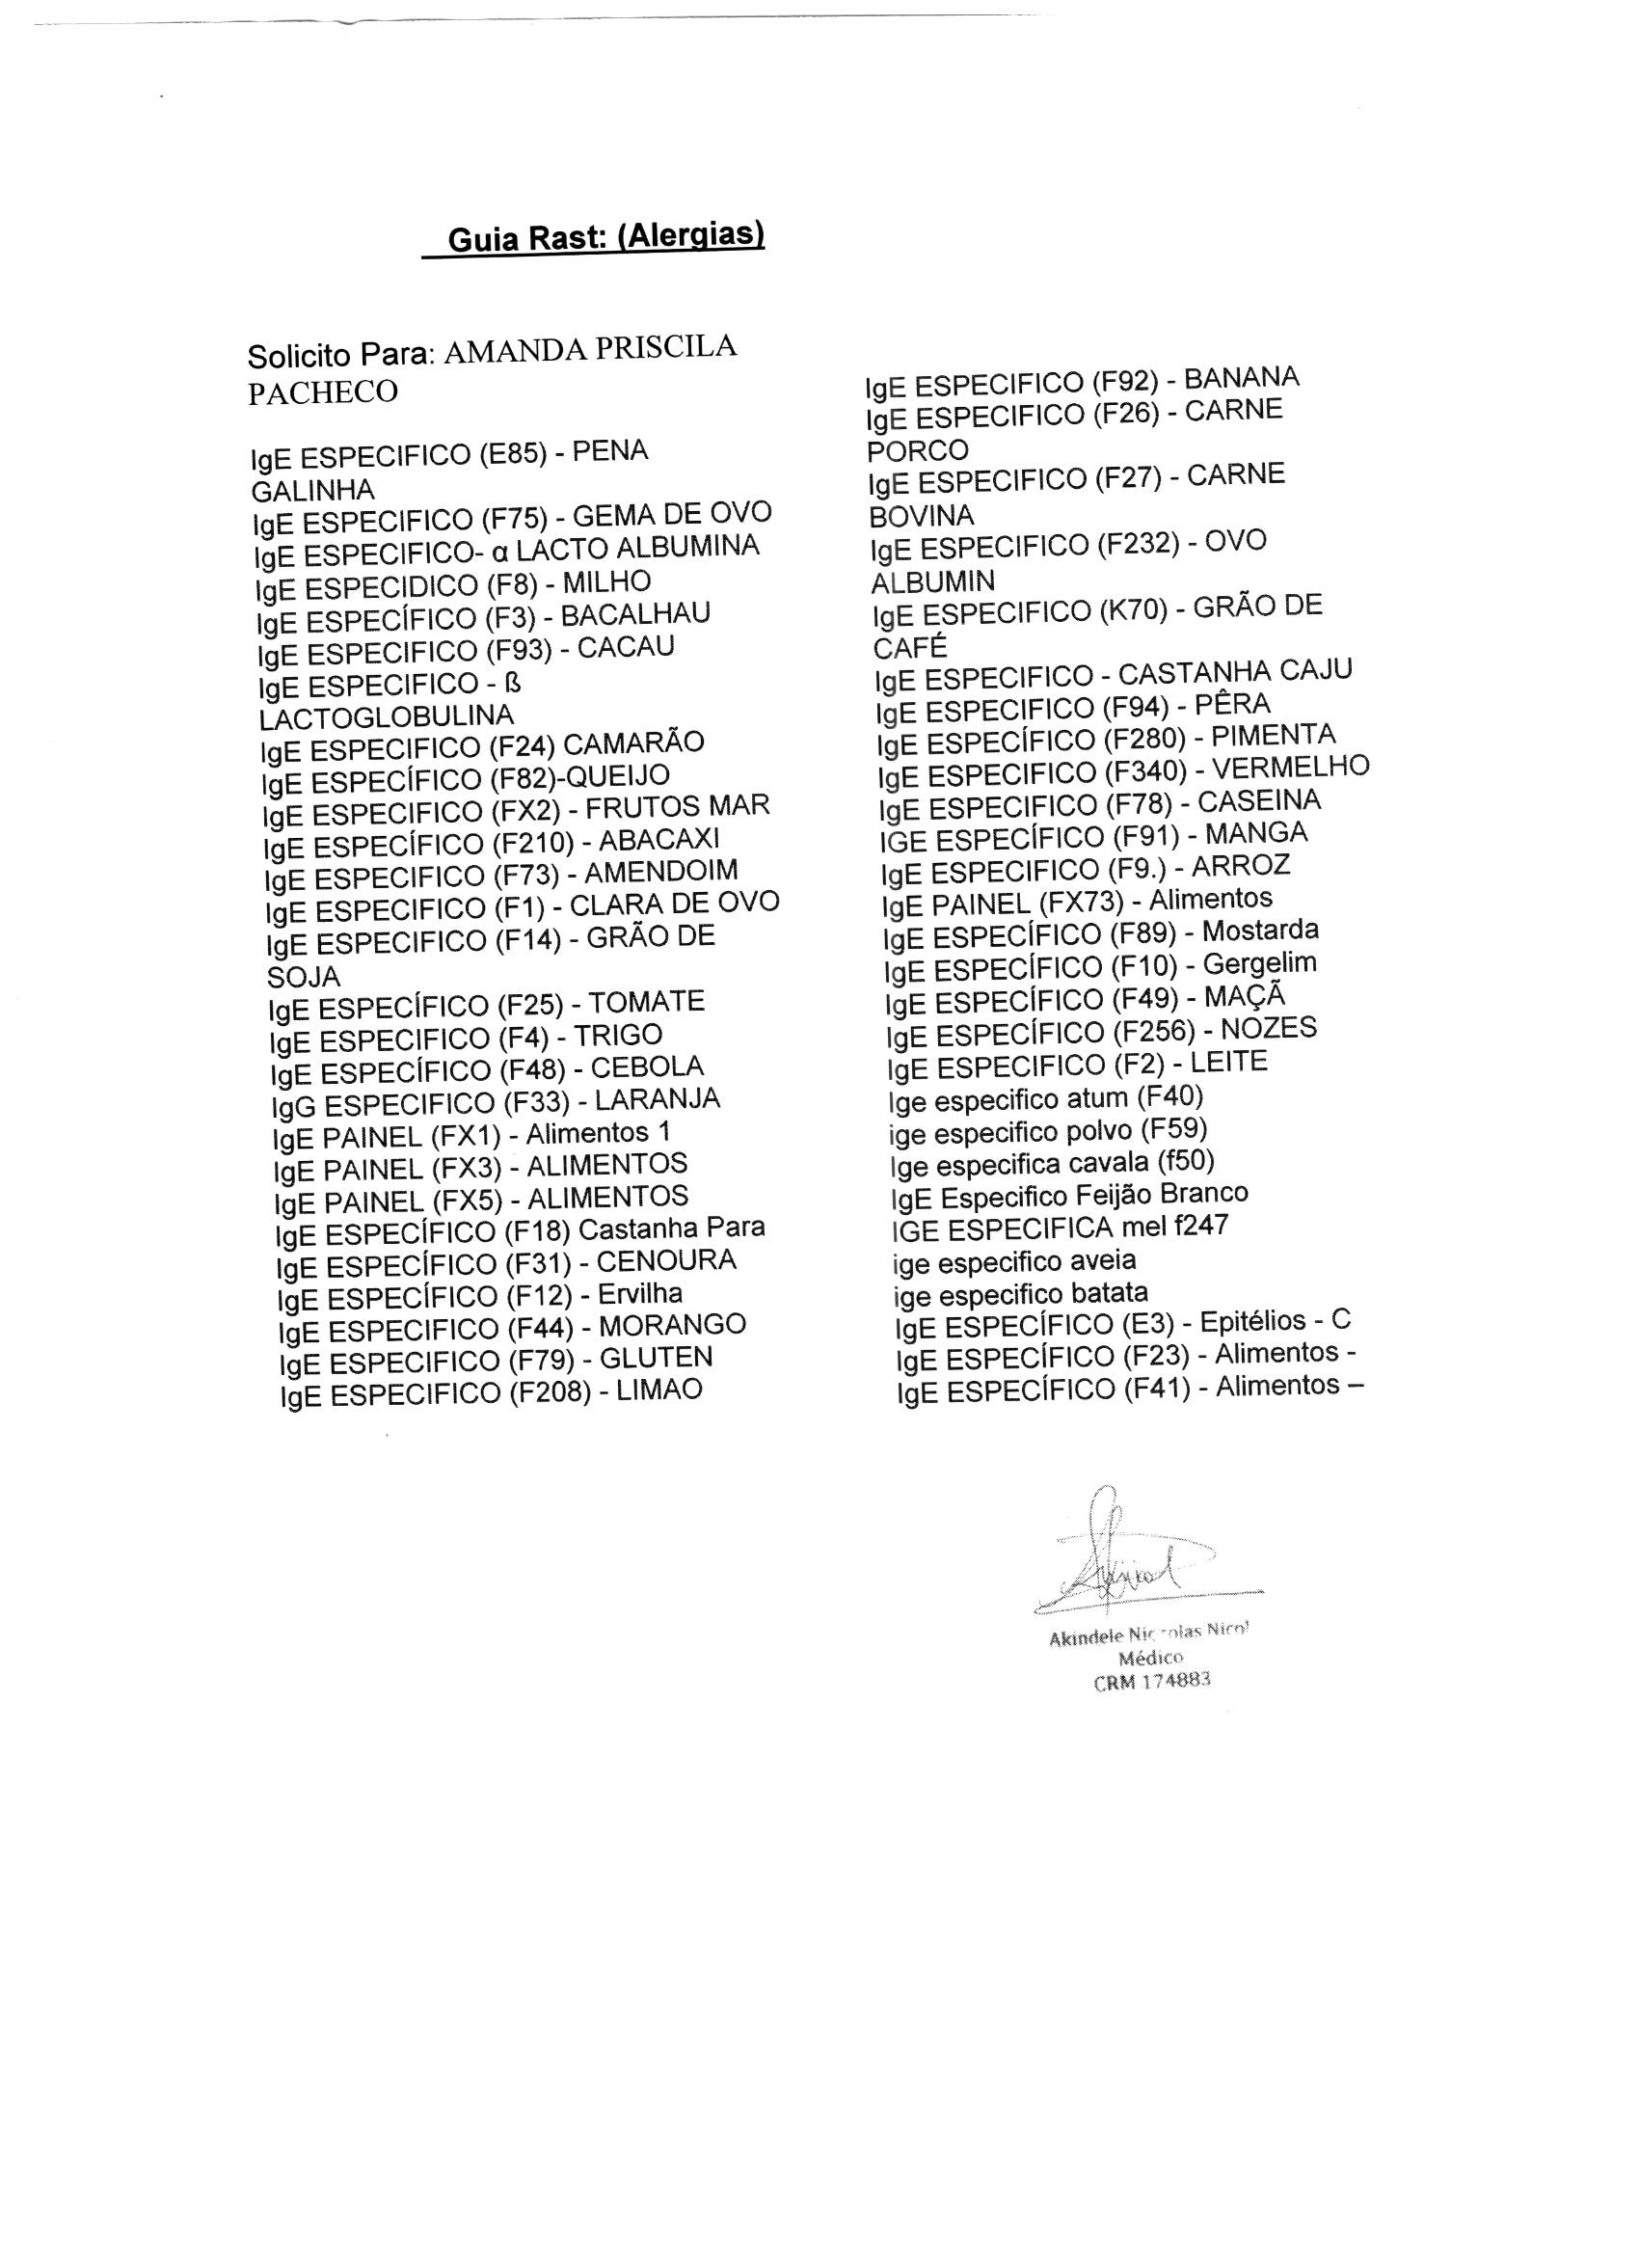 Guia Rast: (Alergias)
Solicito Para: AMANDA PRISCILA
PACHECO
IgE ESPECIFICO (E85) - PENA
GALINHA
IgE ESPECIFICO (F75) - GEMA DE OVO
IgE ESPECIFICO- α LACTO ALBUMINA
IgE ESPECIDICO (F8) - MILHO
IgE ESPECÍFICO (F3) - BACALHAU
IgE ESPECIFICO (F93) - CACAU
IgE ESPECIFICO - ß
LACTOGLOBULINA
IgE ESPECIFICO (F24) CAMARÃO
IgE ESPECÍFICO (F82)-QUEIJO
IgE ESPECIFICO (FX2) - FRUTOS MAR
IgE ESPECÍFICO (F210) - ABACAXI
IgE ESPECIFICO (F73) - AMENDOIM
IgE ESPECIFICO (F1) - CLARA DE OVO
IgE ESPECIFICO (F14) - GRÃO DE
SOJA
IgE ESPECÍFICO (F25) - TOMATE
IgE ESPECIFICO (F4) - TRIGO
IgE ESPECÍFICO (F48) - CEBOLA
IgG ESPECIFICO (F33) - LARANJA
IgE PAINEL (FX1) - Alimentos 1
IgE PAINEL (FX3) - ALIMENTOS
IgE PAINEL (FX5) - ALIMENTOS
IgE ESPECÍFICO (F18) Castanha Para
IgE ESPECÍFICO (F31) - CENOURA
IgE ESPECÍFICO (F12) - Ervilha
IgE ESPECIFICO (F44) - MORANGO
IgE ESPECIFICO (F79) - GLUTEN
IgE ESPECIFICO (F208) - LIMAO
IgE ESPECIFICO (F92) - BANANA
IgE ESPECIFICO (F26) - CARNE
PORCO
IgE ESPECIFICO (F27) - CARNE
BOVINA
IgE ESPECIFICO (F232) - OVO
ALBUMIN
IgE ESPECIFICO (K70) - GRÃO DE
CAFÉ
IgE ESPECIFICO - CASTANHA CAJU
IgE ESPECIFICO (F94) - PÊRA
IgE ESPECÍFICO (F280) - PIMENTA
IgE ESPECIFICO (F340) - VERMELHO
IgE ESPECIFICO (F78) - CASEINA
IGE ESPECÍFICO (F91) - MANGA
IgE ESPECIFICO (F9.) - ARROZ
IgE PAINEL (FX73) - Alimentos
IgE ESPECÍFICO (F89) - Mostarda
IgE ESPECÍFICO (F10) - Gergelim
IgE ESPECÍFICO (F49) - MAÇÃ
IgE ESPECÍFICO (F256) - NOZES
IgE ESPECIFICO (F2) - LEITE
Ige especifico atum (F40)
ige especifico polvo (F59)
Ige especifica cavala (f50)
IgE Especifico Feijão Branco
IGE ESPECIFICA mel f247
ige especifico aveia
ige especifico batata
IgE ESPECÍFICO (E3) - Epitélios - C
IgE ESPECÍFICO (F23) - Alimentos -
IgE ESPECÍFICO (F41) - Alimentos –
Akindele Nicol
Médico
CRM 174883